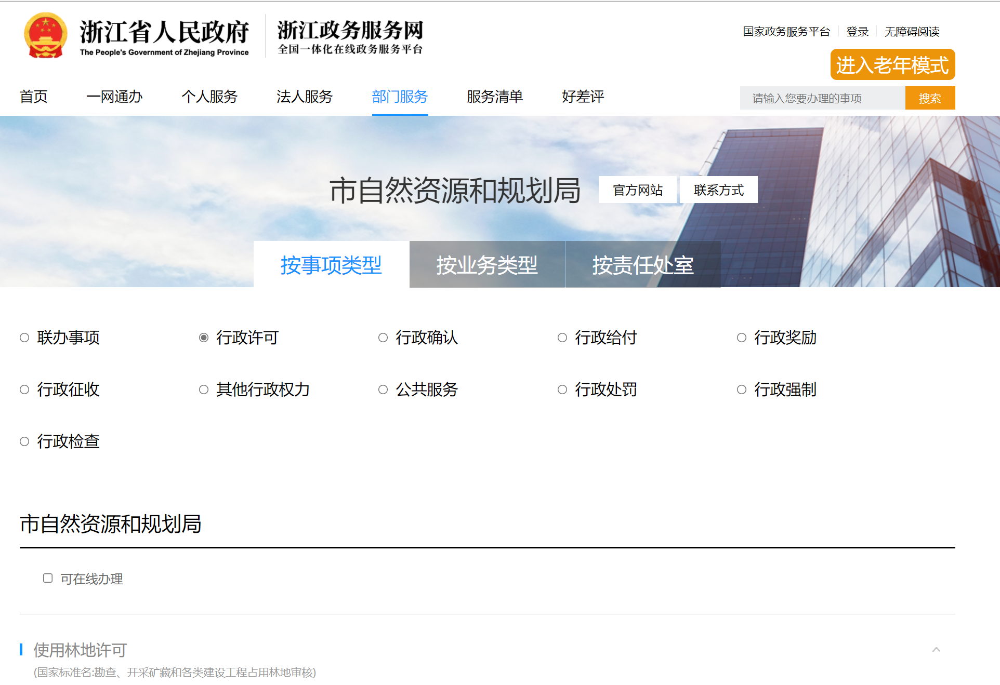 浙江省人民政府
The People's Government of Zhejiang Province
浙江政务服务网
全国一体化在线政务服务平台
国家政务服务平台 登录 无障碍阅读
进入老年模式
首页 一网通办 个人服务 法人服务 部门服务 服务清单 好差评
请输入您要办理的事项 搜索
市自然资源和规划局 官方网站 联系方式
按事项类型 按业务类型 按责任处室
联办事项 行政许可 行政确认 行政给付 行政奖励
行政征收 其他行政权力 公共服务 行政处罚 行政强制
行政检查
市自然资源和规划局
可在线办理
使用林地许可
(国家标准名:勘查、开采矿藏和各类建设工程占用林地审核)